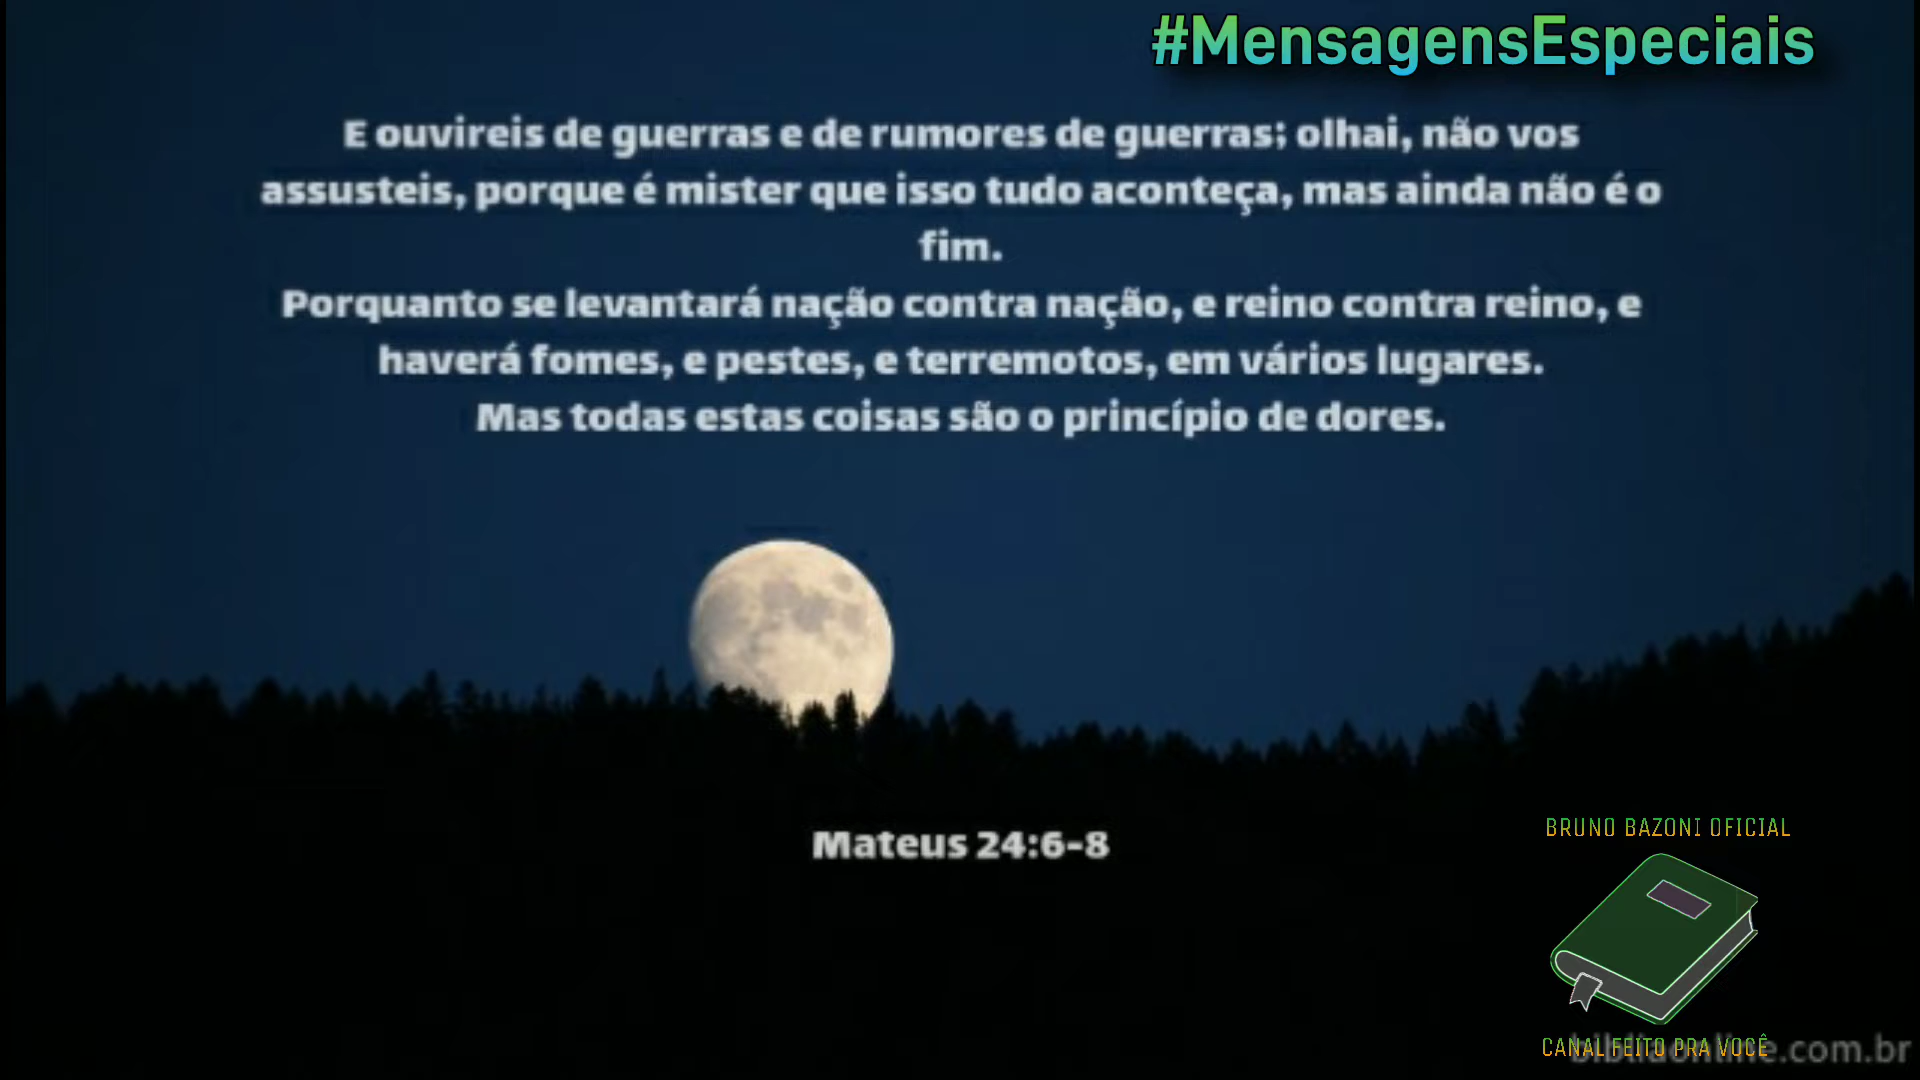 #MensagensEspeciais
E ouvireis de guerras e de rumores de guerras; olhai, não vos
assusteis, porque é mister que isso tudo aconteça, mas ainda não é o
fim.
Porquanto se levantará nação contra nação, e reino contra reino, e
haverá fomes, e pestes, e terremotos, em vários lugares.
Mas todas estas coisas são o princípio de dores.
Mateus 24:6-8
BRUNO BAZONI OFICIAL
CANAL FEITO PRA VOCÊ
bibliaonline.com.br